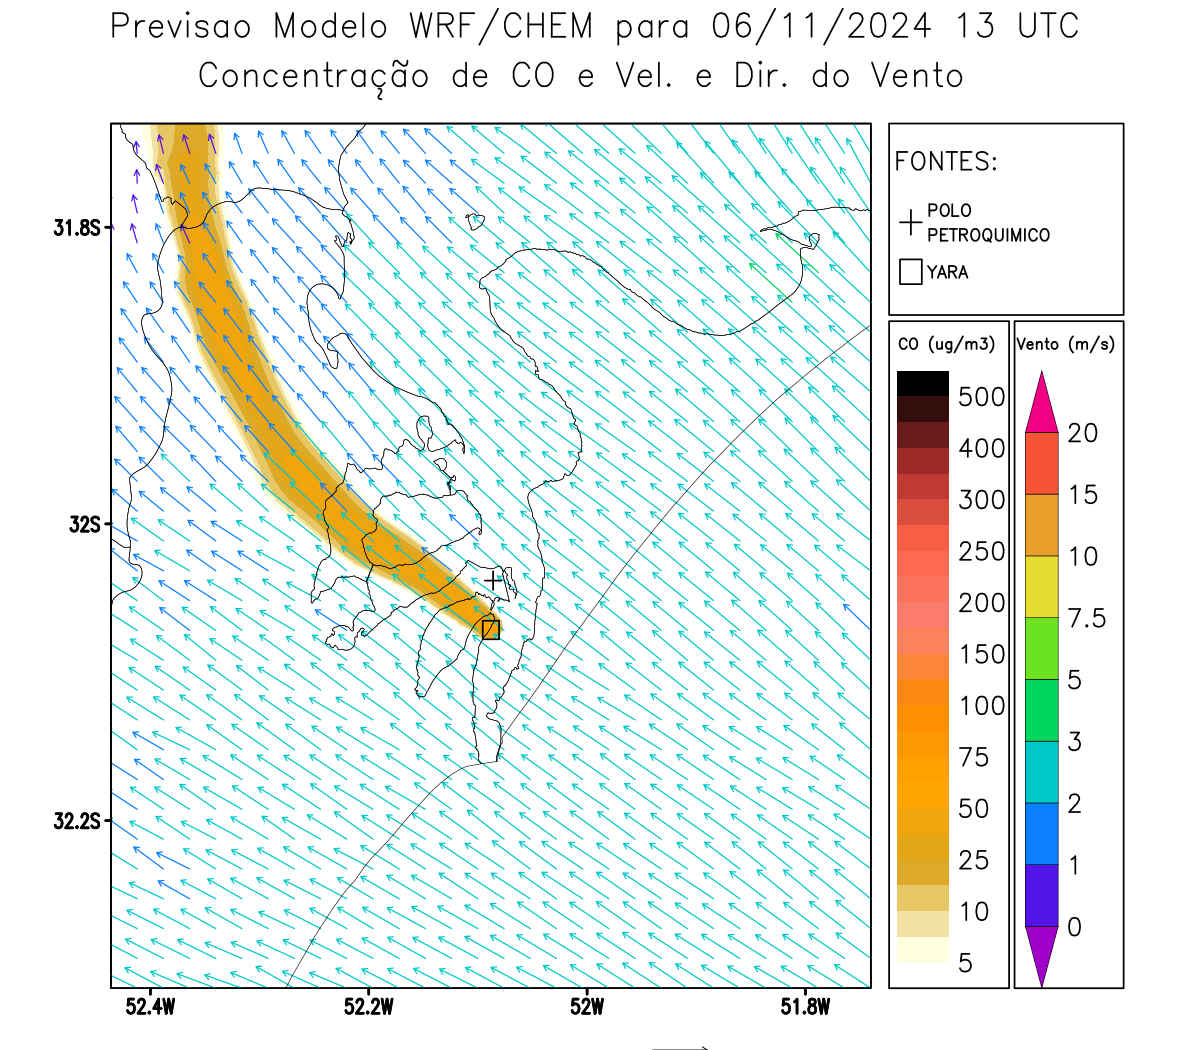 Previsao Modelo WRF/CHEM para 06/11/2024 13 UTC
Concentração de CO e Vel. e Dir. do Vento
FONTES:
POLO
PETROQUIMICO
YARA
CO (ug/m3)
500
400
300
250
200
150
100
75
50
25
10
5
Vento (m/s)
20
15
10
7.5
5
3
2
1
0
31.8S
32S
32.2S
52.4W
52.2W
52W
51.8W